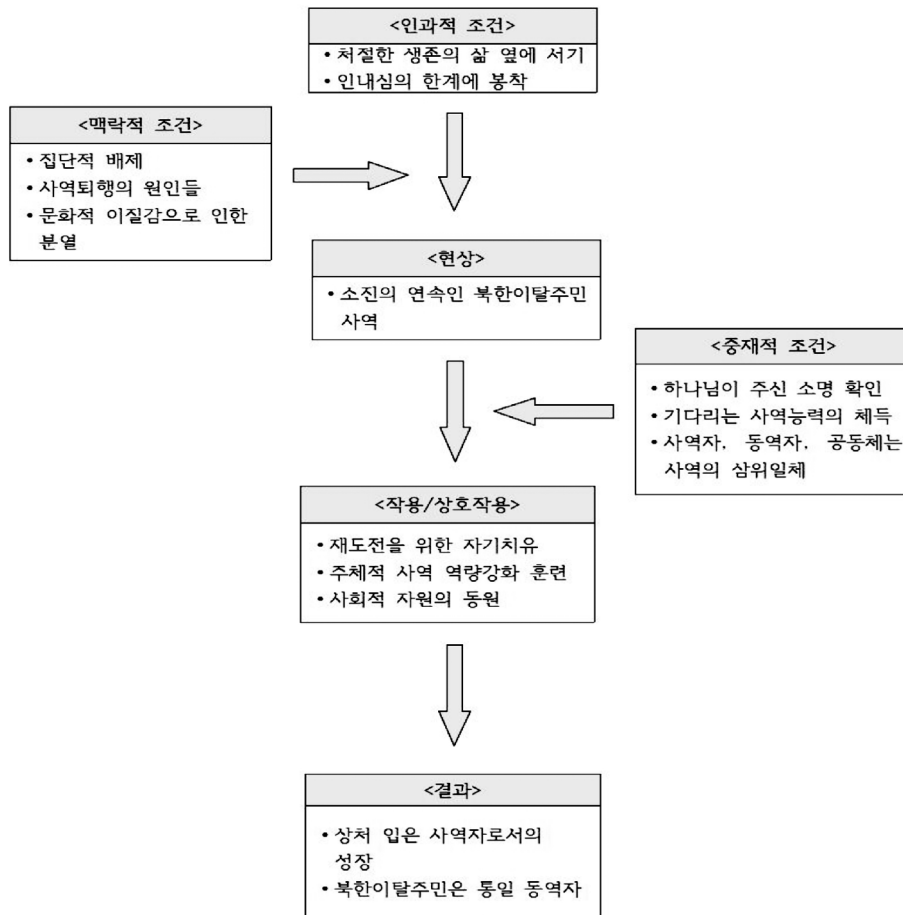 <인과적 조건>
• 처절한 생존의 삶 옆에 서기
• 인내심의 한계에 봉착
<맥락적 조건>
• 집단적 배제
• 사역퇴행의 원인들
• 문화적 이질감으로 인한
분열
<현상>
• 소진의 연속인 북한이탈주민
사역
<중재적 조건>
• 하나님이 주신 소명 확인
• 기다리는 사역능력의 체득
• 사역자, 동역자, 공동체는
사역의 삼위일체
<작용/상호작용>
• 재도전을 위한 자기치유
• 주체적 사역 역량강화 훈련
• 사회적 자원의 동원
<결과>
• 상처 입은 사역자로서의
성장
• 북한이탈주민은 통일 동역자